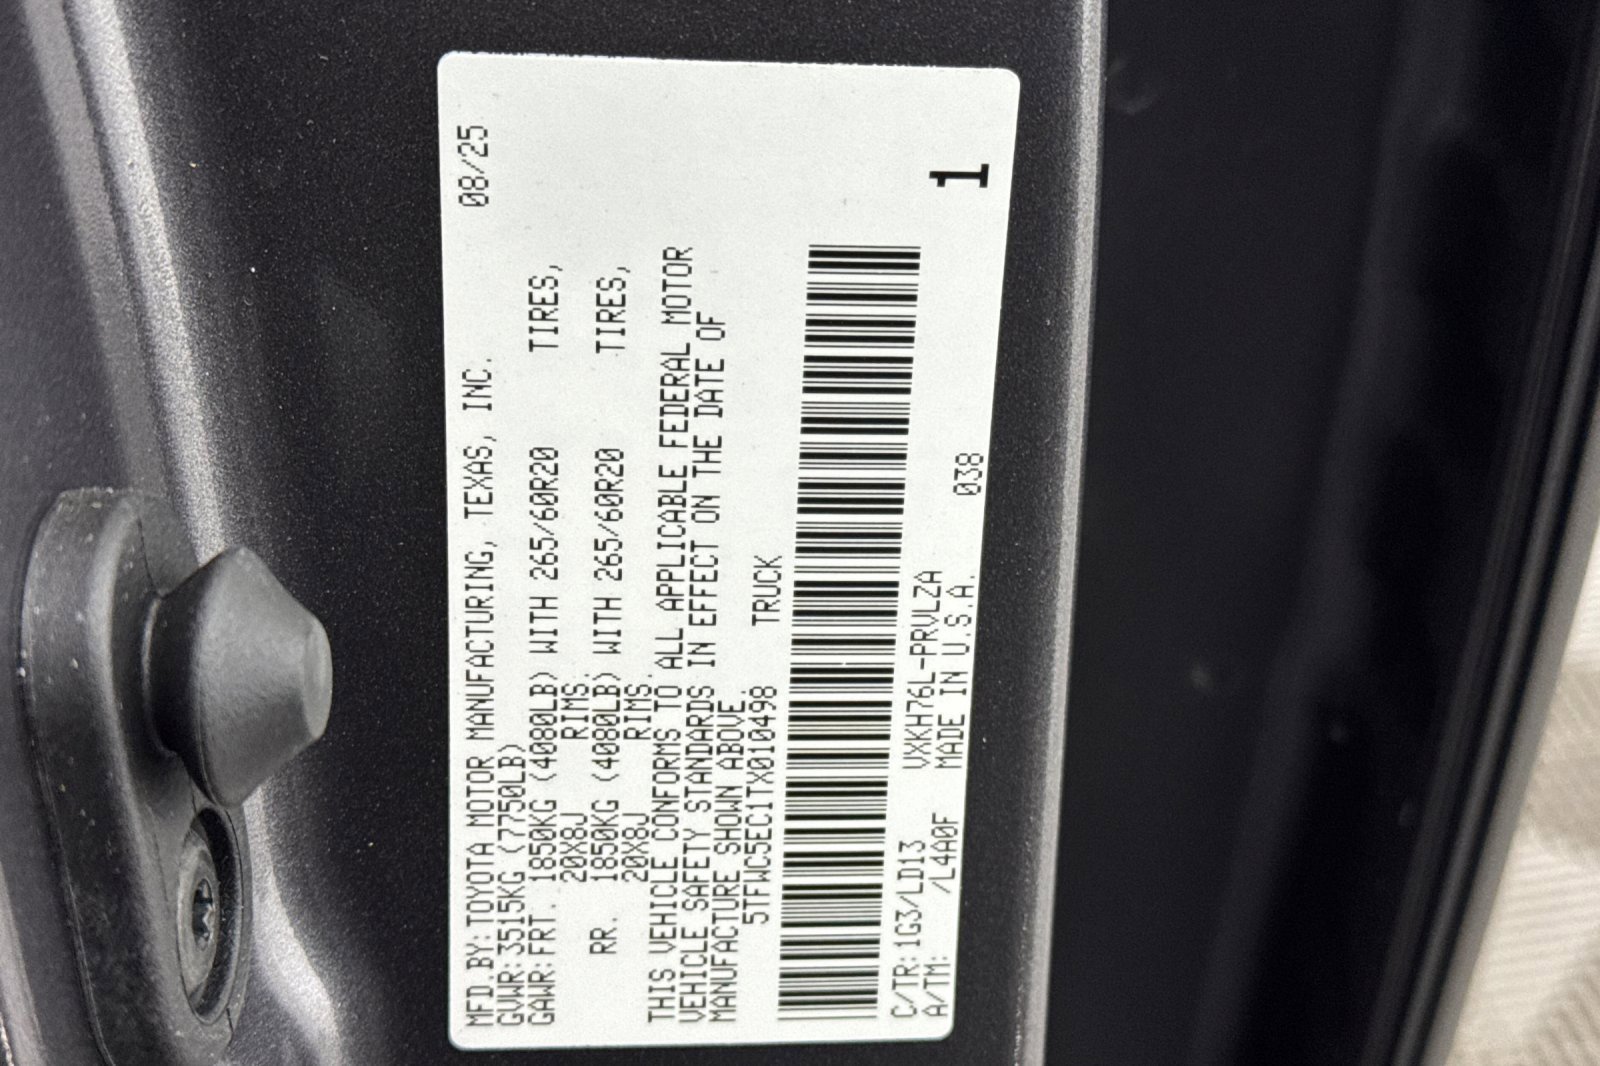 MFD.BY:TOYOTA MOTOR MANUFACTURING, TEXAS, INC. 08/25
GVWR:3515KG (7750LB)
GAWR:FRT. 1850KG (4080LB) WITH 265/60R20 TIRES,
20X8J RIMS.
RR. 1850KG (4080LB) WITH 265/60R20 TIRES,
20X8J RIMS.
THIS VEHICLE CONFORMS TO ALL APPLICABLE FEDERAL MOTOR
VEHICLE SAFETY STANDARDS IN EFFECT ON THE DATE OF
MANUFACTURE SHOWN ABOVE.
5TFWC5EC1TX010498 TRUCK
C/TR:1G3/LD13 VXKH76L-PRVLZA
A/TM: /L4A0F MADE IN U.S.A. 038
1